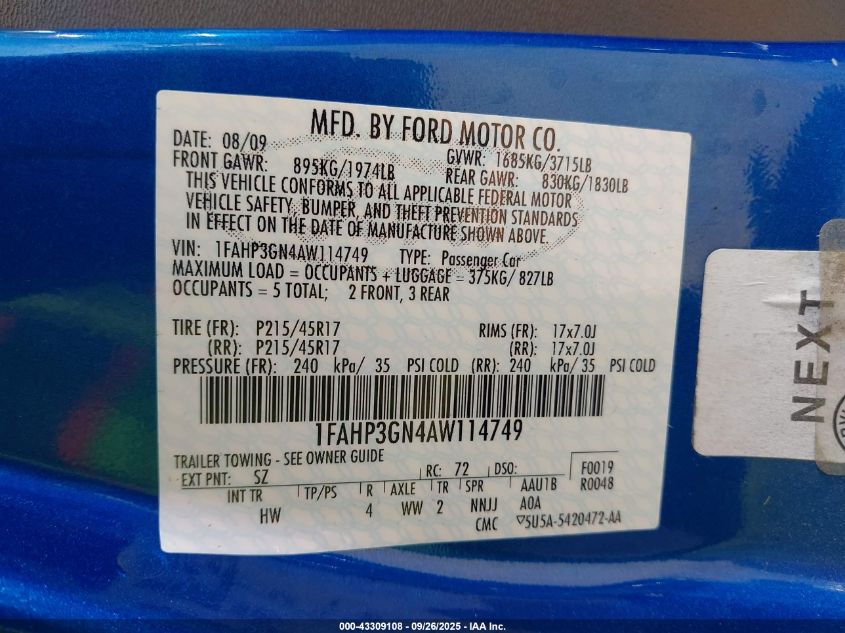 MFD. BY FORD MOTOR CO.
DATE: 08/09 GVWR: 1685KG/3715LB
FRONT GAWR: 895KG/1974LB REAR GAWR: 830KG/1830LB
THIS VEHICLE CONFORMS TO ALL APPLICABLE FEDERAL MOTOR
VEHICLE SAFETY, BUMPER, AND THEFT PREVENTION STANDARDS
IN EFFECT ON THE DATE OF MANUFACTURE SHOWN ABOVE.
VIN: 1FAHP3GN4AW114749 TYPE: Passenger Car
MAXIMUM LOAD = OCCUPANTS + LUGGAGE = 375KG/ 827LB
OCCUPANTS = 5 TOTAL; 2 FRONT, 3 REAR
TIRE (FR): P215/45R17 RIMS (FR): 17x7.0J
(RR): P215/45R17 (RR): 17x7.0J
PRESSURE (FR): 240 kPa/ 35 PSI COLD (RR): 240 kPa/ 35 PSI COLD
1FAHP3GN4AW114749
TRAILER TOWING - SEE OWNER GUIDE
EXT PNT: SZ RC: 72 DSO: F0019
INT TR TP/PS R AXLE TR SPR AAU1B R0048
HW 4 WW 2 NNJJ A0A
CMC ▽5U5A-5420472-AA
NEXT
000-43309108 - 09/26/2025 - IAA Inc.